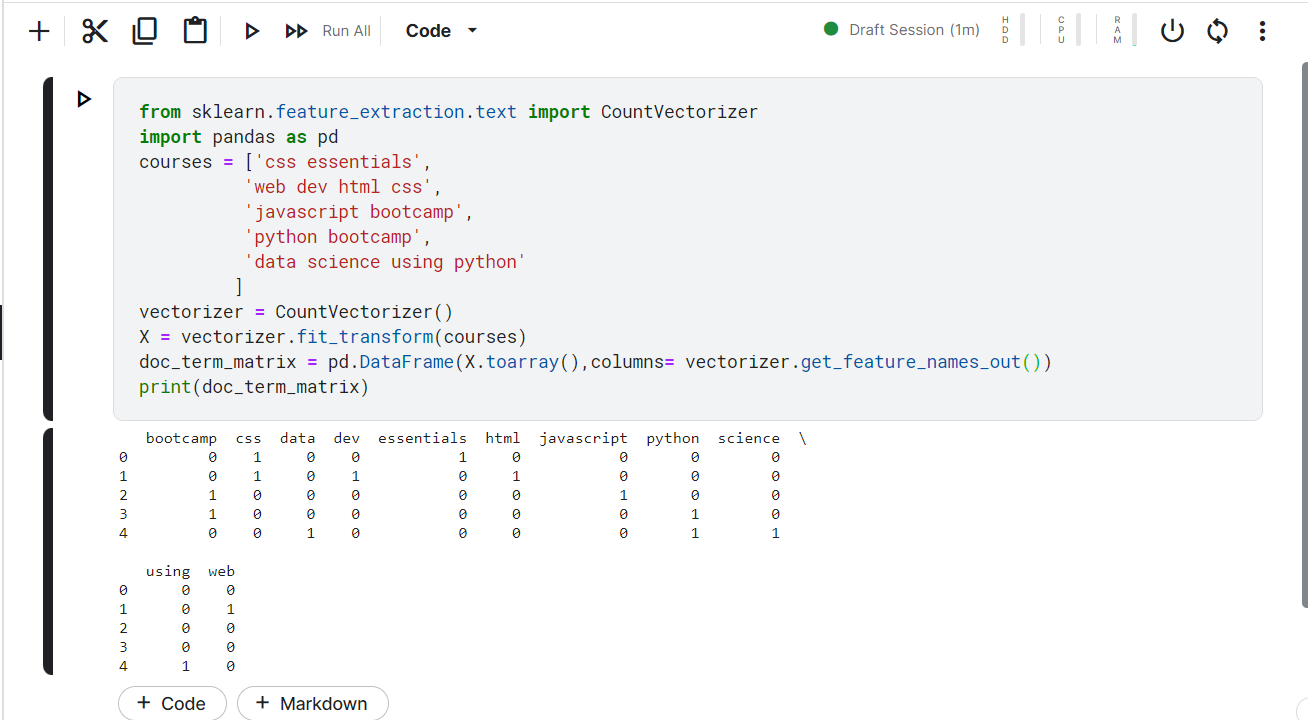 Run All Code Draft Session (1m) HDD CPU RAM
from sklearn.feature_extraction.text import CountVectorizer
import pandas as pd
courses = ['css essentials',
          'web dev html css',
          'javascript bootcamp',
          'python bootcamp',
          'data science using python'
         ]
vectorizer = CountVectorizer()
X = vectorizer.fit_transform(courses)
doc_term_matrix = pd.DataFrame(X.toarray(),columns= vectorizer.get_feature_names_out())
print(doc_term_matrix)
   bootcamp  css  data  dev  essentials  html  javascript  python  science  \
0         0    1     0    0           1     0           0       0        0
1         0    1     0    1           0     1           0       0        0
2         1    0     0    0           0     0           1       0        0
3         1    0     0    0           0     0           0       1        0
4         0    0     1    0           0     0           0       1        1
   using  web
0      0    0
1      0    1
2      0    0
3      0    0
4      1    0
+ Code + Markdown